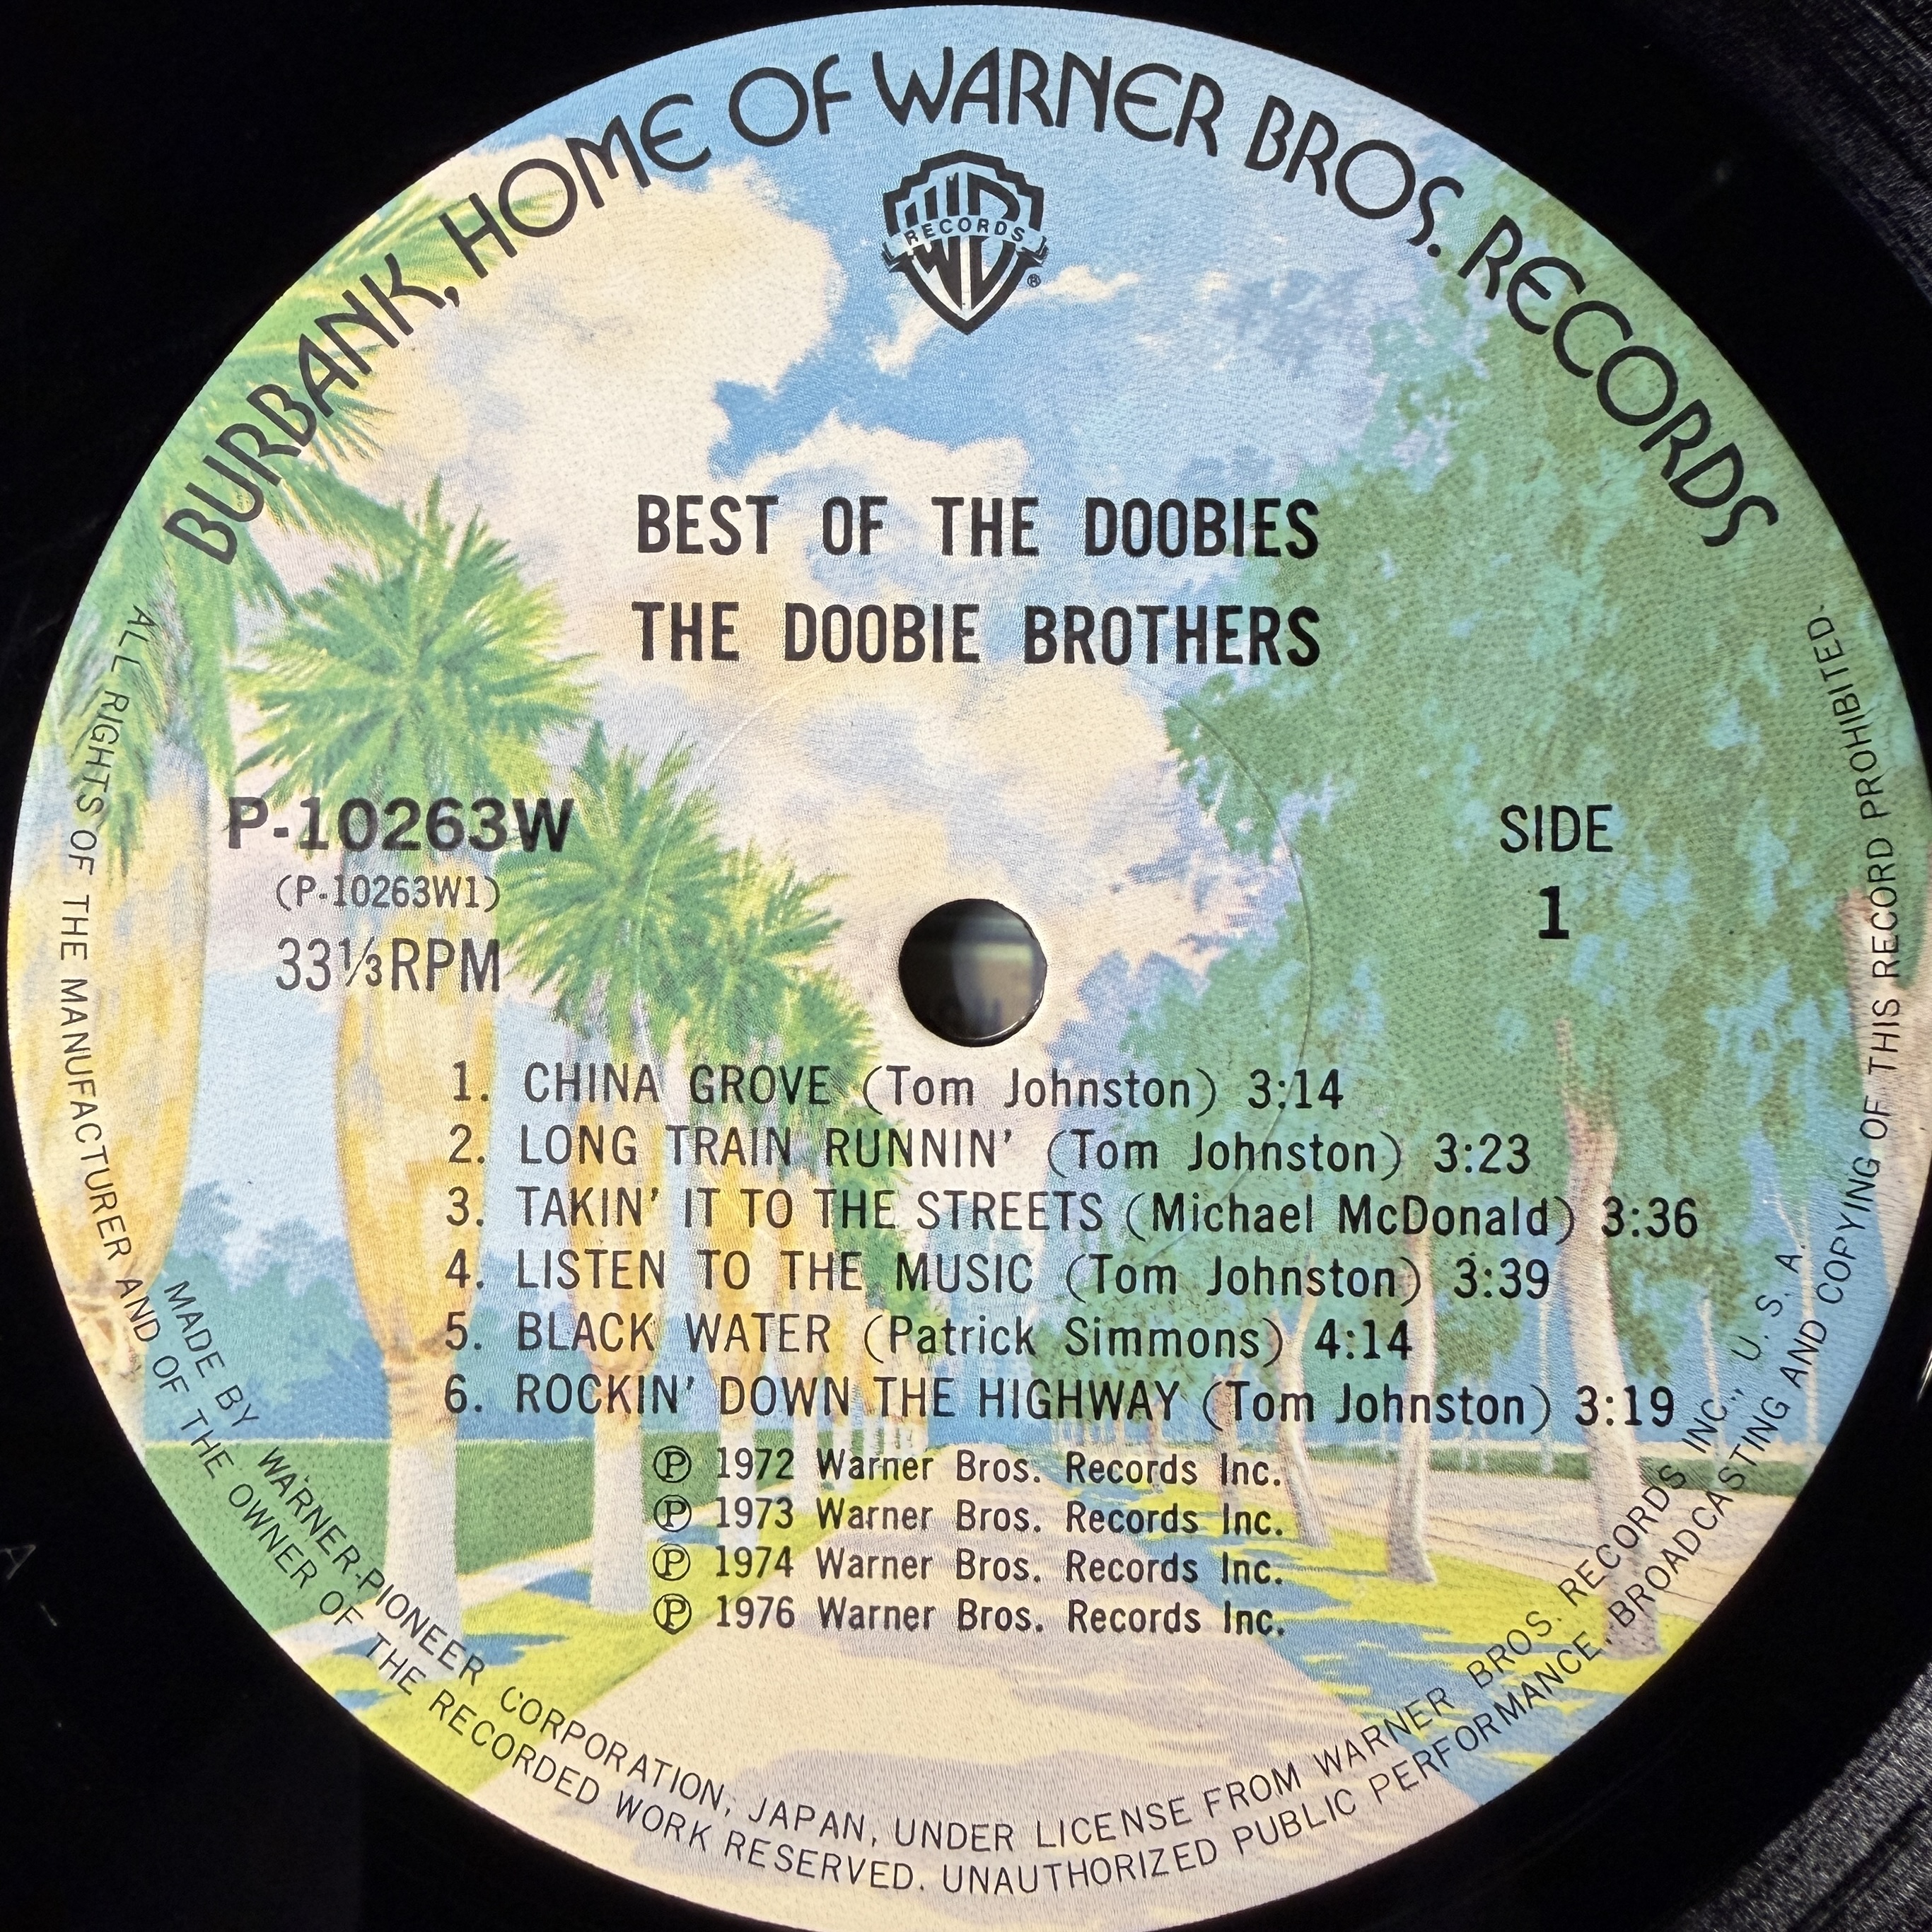 BURBANK, HOME OF WARNER BROS. RECORDS
RECORDS
®
BEST OF THE DOOBIES
THE DOOBIE BROTHERS
P-10263W
(P-10263W1)
33⅓RPM
SIDE
1
1. CHINA GROVE (Tom Johnston) 3:14
2. LONG TRAIN RUNNIN' (Tom Johnston) 3:23
3. TAKIN' IT TO THE STREETS (Michael McDonald) 3:36
4. LISTEN TO THE MUSIC (Tom Johnston) 3:39
5. BLACK WATER (Patrick Simmons) 4:14
6. ROCKIN' DOWN THE HIGHWAY (Tom Johnston) 3:19
℗ 1972 Warner Bros. Records Inc.
℗ 1973 Warner Bros. Records Inc.
℗ 1974 Warner Bros. Records Inc.
℗ 1976 Warner Bros. Records Inc.
MADE BY WARNER-PIONEER CORPORATION, JAPAN, UNDER LICENSE FROM WARNER BROS. RECORDS INC., U. S. A.
ALL RIGHTS OF THE MANUFACTURER AND OF THE OWNER OF THE RECORDED WORK RESERVED. UNAUTHORIZED PUBLIC PERFORMANCE, BROADCASTING AND COPYING OF THIS RECORD PROHIBITED.